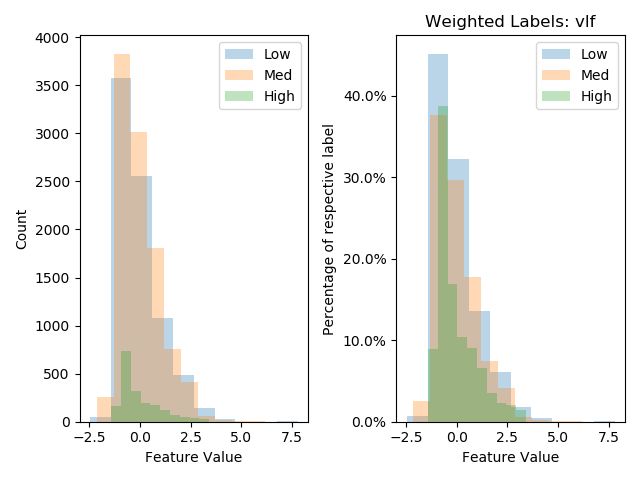 Weighted Labels: vlf
Low
Med
High
Low
Med
High
Count
4000
3500
3000
2500
2000
1500
1000
500
0
−2.5 0.0 2.5 5.0 7.5
Feature Value
Percentage of respective label
40.0%
30.0%
20.0%
10.0%
0.0%
−2.5 0.0 2.5 5.0 7.5
Feature Value